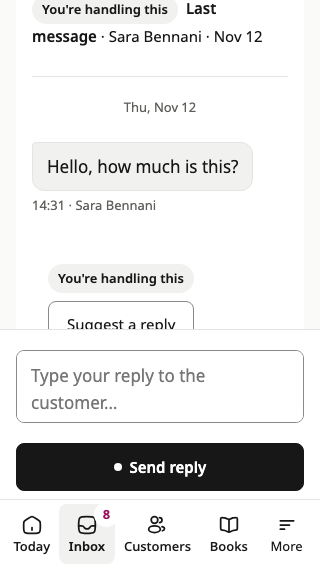 You're handling this Last
message · Sara Bennani · Nov 12
Thu, Nov 12
Hello, how much is this?
14:31 · Sara Bennani
You're handling this
Suggest a reply
Type your reply to the
customer...
Send reply
8
Today Inbox Customers Books More